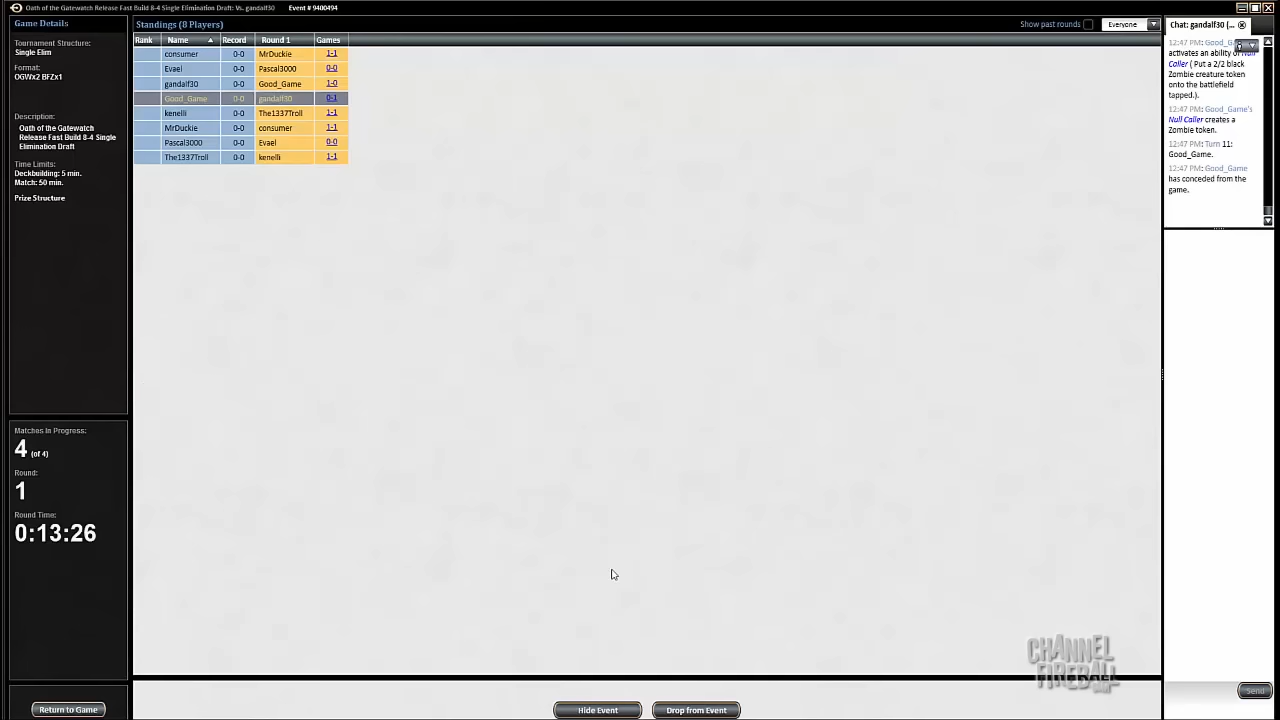 Oath of the Gatewatch Release Fast Build 8-4 Single Elimination Draft: Vs. gandalf30 Event # 9400494
Game Details
Tournament Structure:
Single Elim
Format:
OGWx2 BFZx1
Description:
Oath of the Gatewatch
Release Fast Build 8-4 Single
Elimination Draft
Time Limits:
Deckbuilding: 5 min.
Match: 50 min.
Prize Structure
Matches In Progress:
4 (of 4)
Round:
1
Round Time:
0:13:26
Return to Game
Standings (8 Players)
Show past rounds Everyone
Rank Name Record Round 1 Games
consumer 0-0 MrDuckie 1-1
Evael 0-0 Pascal3000 0-0
gandalf30 0-0 Good_Game 1-0
Good_Game 0-0 gandalf30 0-1
kenelli 0-0 The1337Troll 1-1
MrDuckie 0-0 consumer 1-1
Pascal3000 0-0 Evael 0-0
The1337Troll 0-0 kenelli 1-1
Hide Event Drop from Event
Chat: gandalf30 (...
12:47 PM: Good_G
activates an ability of
Caller ( Put a 2/2 black
Zombie creature token
onto the battlefield
tapped.).
12:47 PM: Good_Game's
Null Caller creates a
Zombie token.
12:47 PM: Turn 11:
Good_Game.
12:47 PM: Good_Game
has conceded from the
game.
Send
CHANNEL
FIREBALL